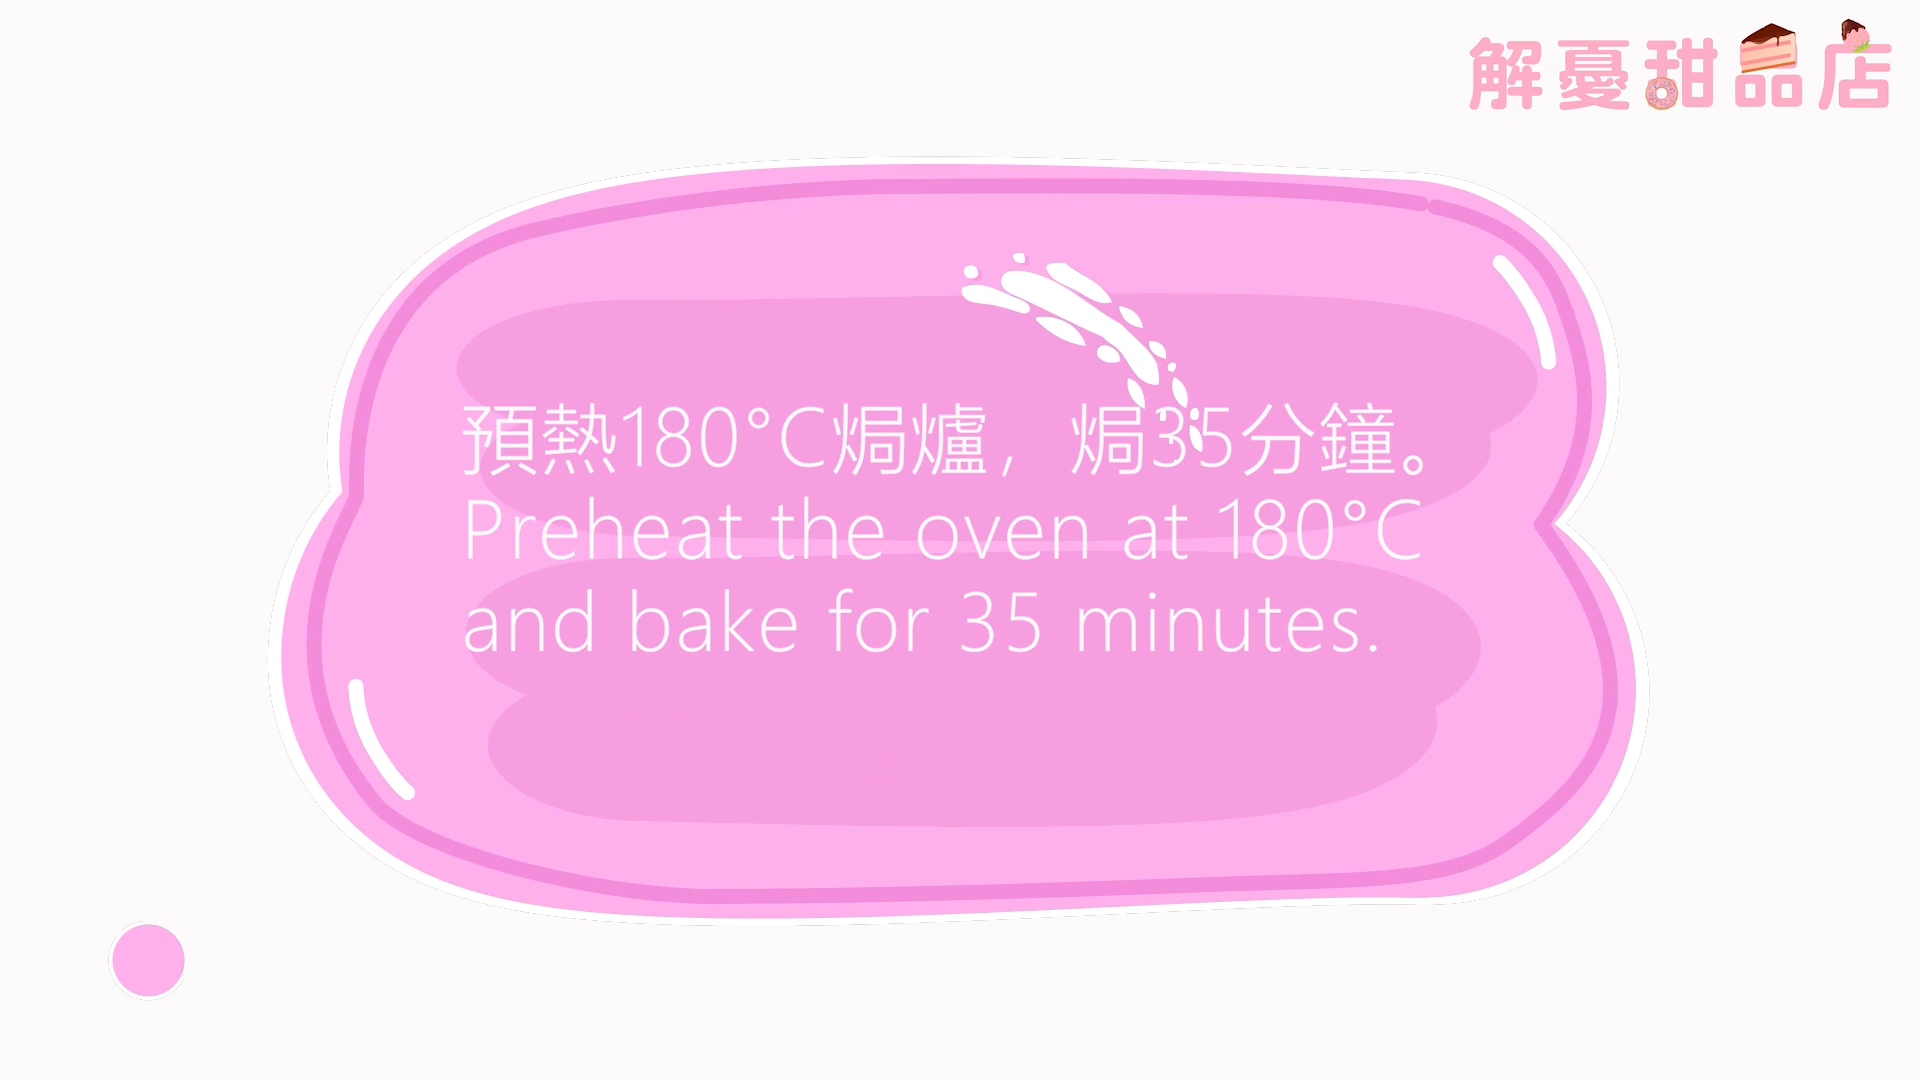 解憂甜品店
預熱180°C焗爐， 焗35分鐘。
Preheat the oven at 180°C
and bake for 35 minutes.